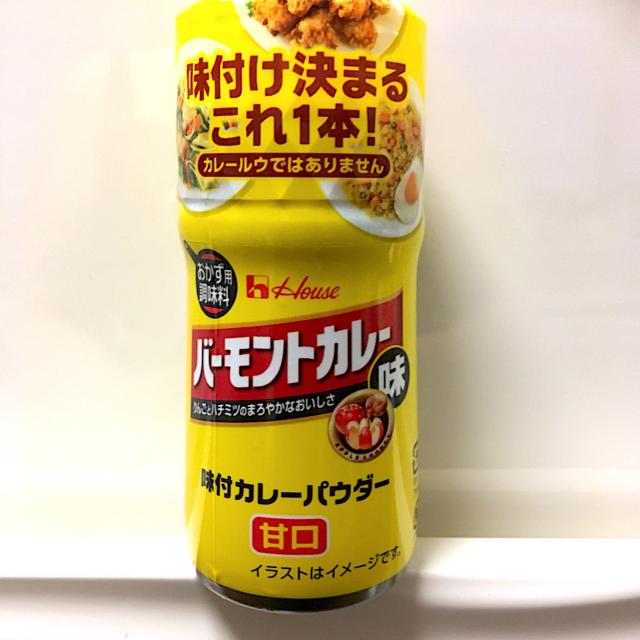 味付け決まる
これ1本!
カレールウではありません
おかず用
調味料
House
バーモントカレー
味
りんごとハチミツのまろやかなおいしさ
APPLE & HONEY
味付カレーパウダー
甘口
イラストはイメージです。